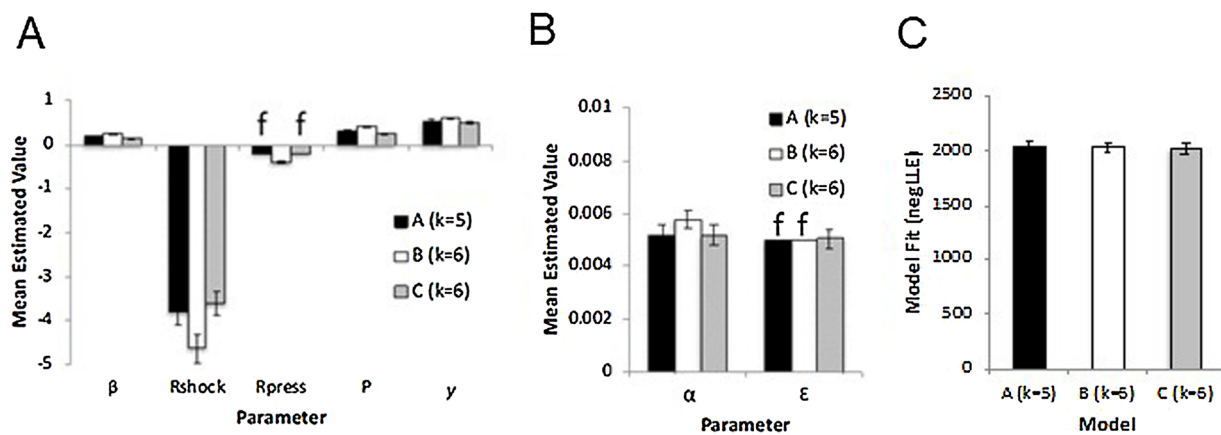 A
1
0
-1
-2
-3
-4
-5
Mean Estimated Value
f f
A (k=5)
B (k=6)
C (k=6)
β Rshock Rpress P γ
Parameter
B
0.01
0.008
0.006
0.004
0.002
0
Mean Estimated Value
A (k=5)
B (k=6)
C (k=6)
f f
α ε
Parameter
C
2500
2000
1500
1000
500
0
Model Fit (negLLE)
A (k=5) B (k=6) C (k=6)
Model